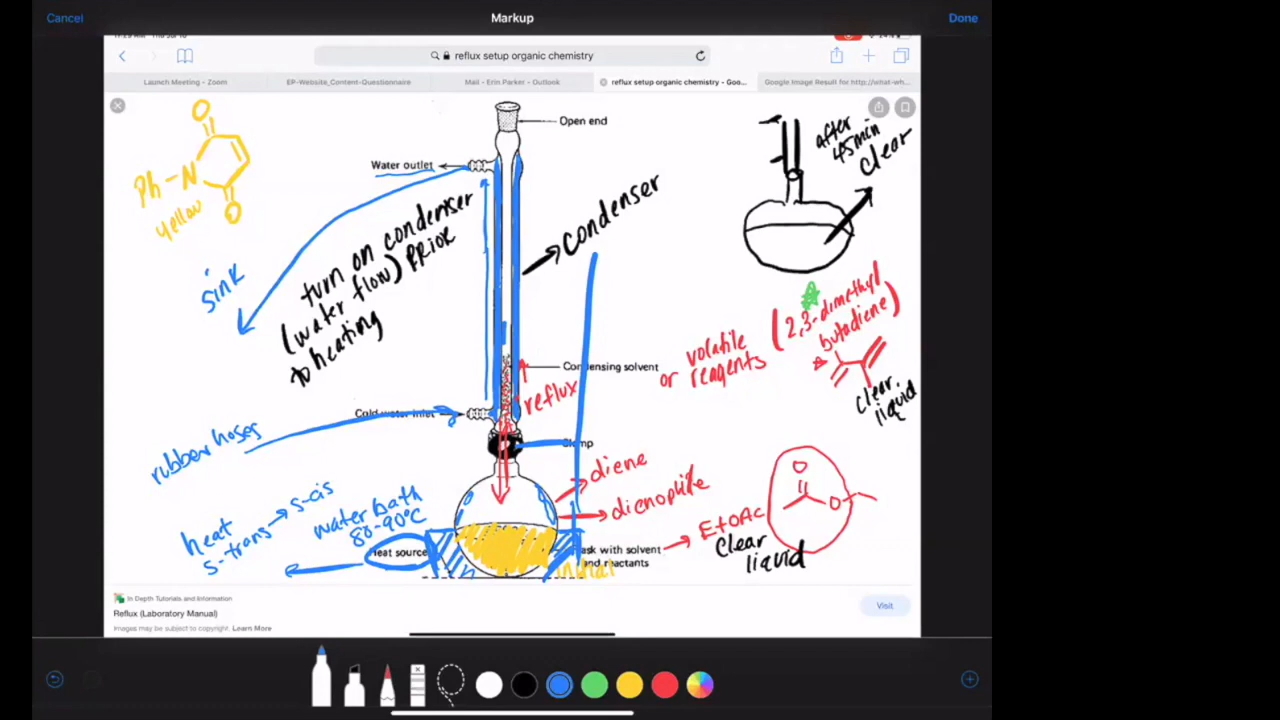 Cancel
Markup
Done
reflux setup organic chemistry
Launch Meeting - Zoom
EP-Website_Content-Questionnaire
Mail - Erin Parker - Outlook
reflux setup organic chemistry - Goo...
Google Image Result for http://what-wh...
Open end
Water outlet
after
45min
clear
Ph-N
O
O
yellow
condenser
turn on condenser
(water flow) PRIOR
to heating
sink
(2,3-dimethyl
butadiene)
volatile
or reagents
Condensing solvent
clear
liquid
reflux
Cold water inlet
Clamp
rubber hoses
diene
dienophile
O
O
heat
s-trans → s-cis
water bath
80-90°C
EtOAc
clear
liquid
Heat source
ask with solvent
nd reactants
initial
In Depth Tutorials and Information
Reflux (Laboratory Manual)
Images may be subject to copyright. Learn More
Visit